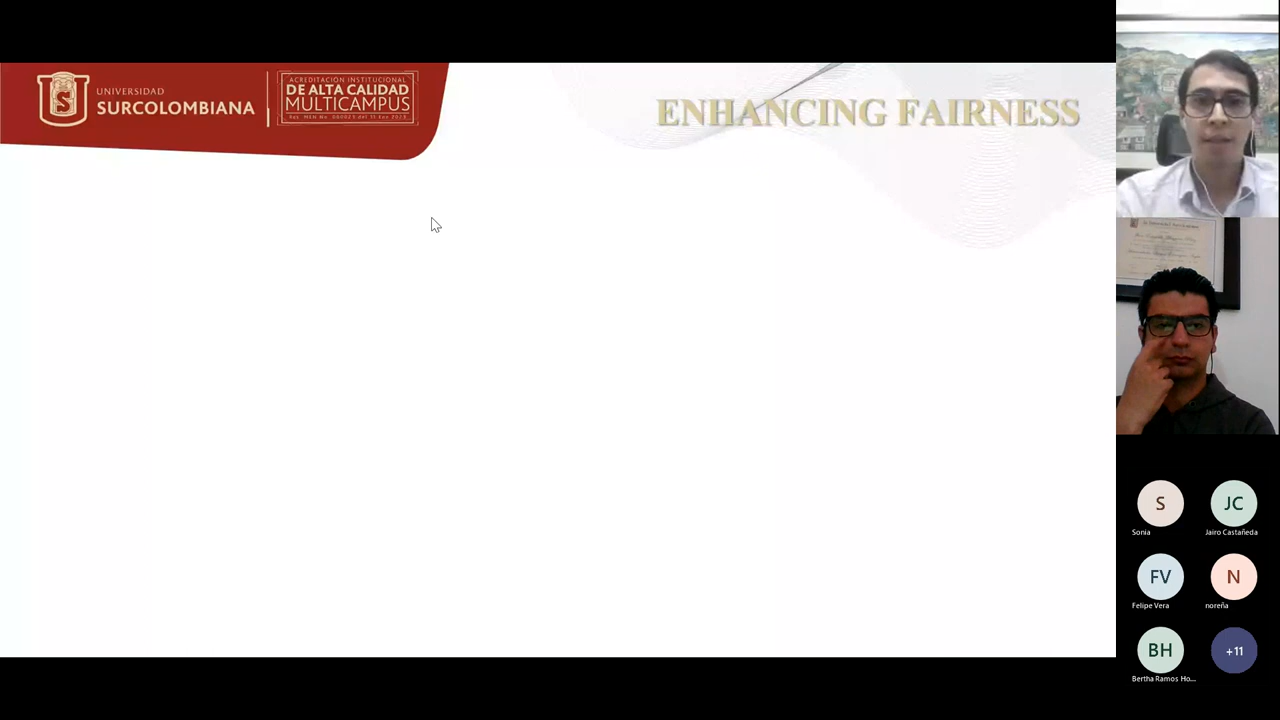 UNIVERSIDAD
SURCOLOMBIANA
ACREDITACIÓN INSTITUCIONAL
DE ALTA CALIDAD
MULTICAMPUS
ENHANCING FAIRNESS
S
JC
Sonia
Jairo Castañeda
FV
N
Felipe Vera
noreña
BH
+11
Bertha Ramos Ho...